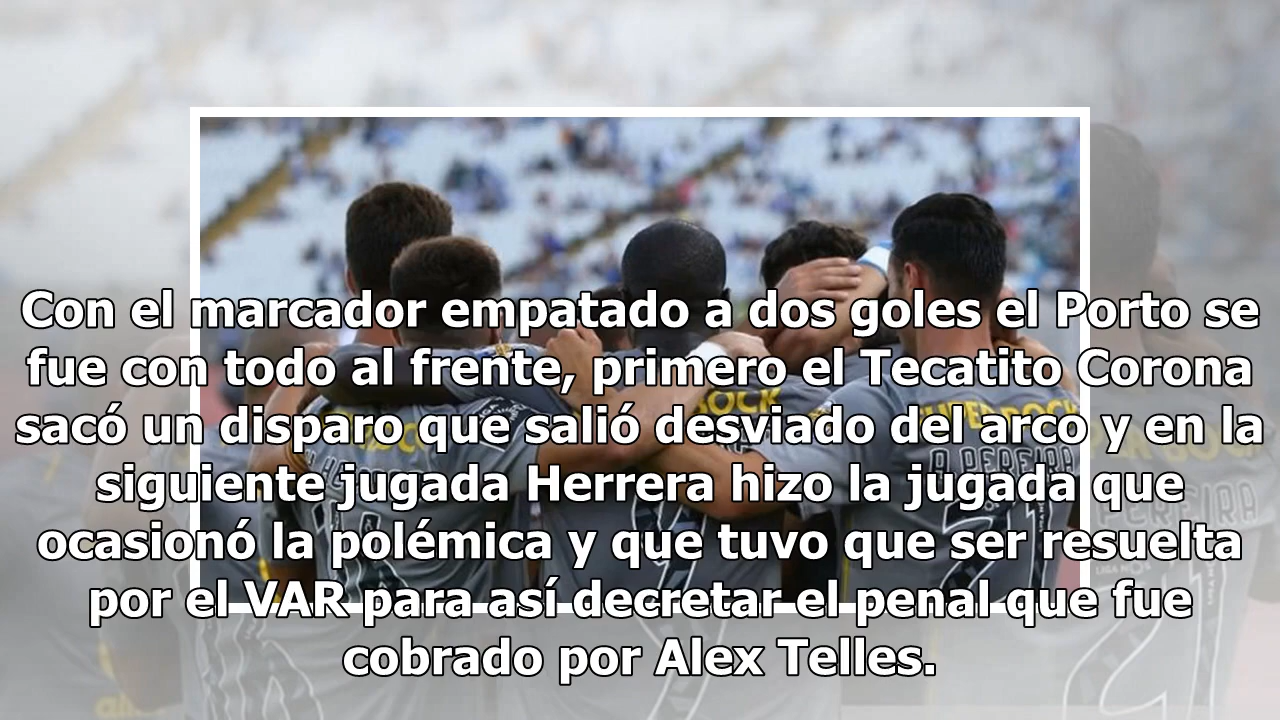 Con el marcador empatado a dos goles el Porto se
fue con todo al frente, primero el Tecatito Corona
sacó un disparo que salió desviado del arco y en la
siguiente jugada Herrera hizo la jugada que
ocasionó la polémica y que tuvo que ser resuelta
por el VAR para así decretar el penal que fue
cobrado por Alex Telles.